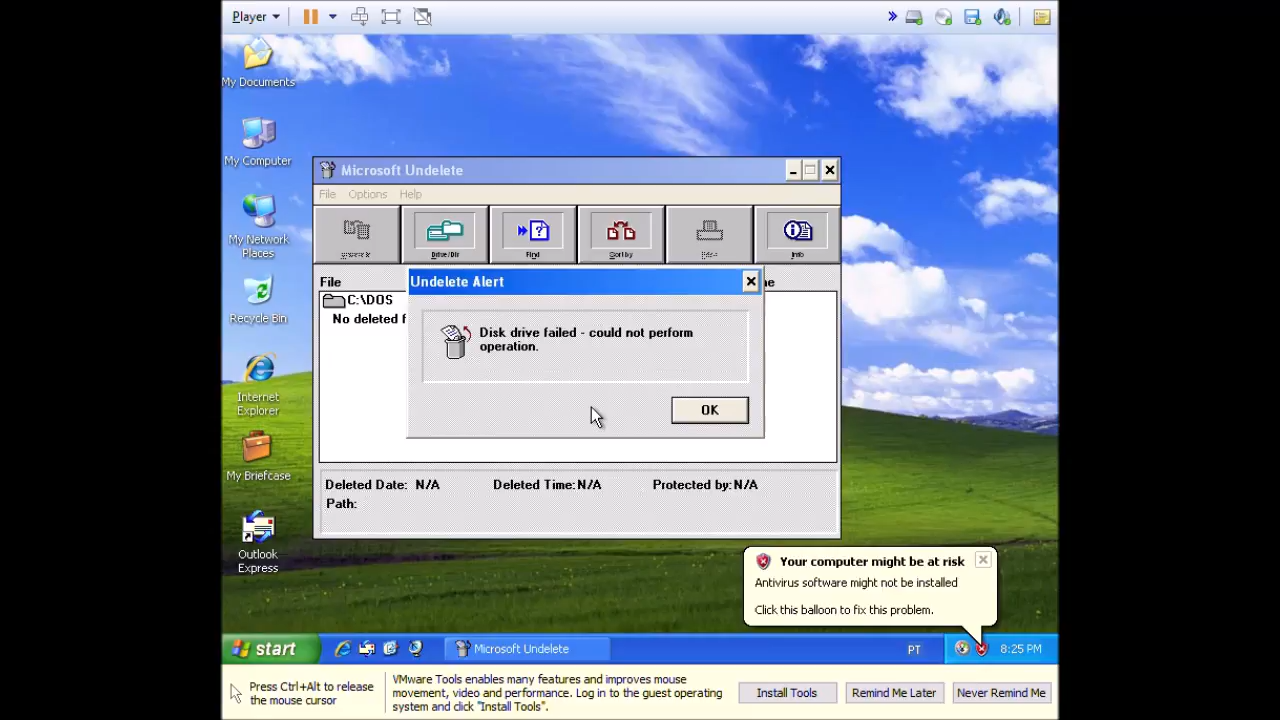 Player
My Documents
My Computer
My Network
Places
Recycle Bin
Internet
Explorer
My Briefcase
Outlook
Express
Microsoft Undelete
File Options Help
Drive/Dir
Find
Sort by
Info
File
C:\DOS
No deleted f
Undelete Alert
Disk drive failed - could not perform
operation.
OK
Deleted Date: N/A Deleted Time: N/A Protected by: N/A
Path:
Your computer might be at risk
Antivirus software might not be installed
Click this balloon to fix this problem.
start
Microsoft Undelete
PT
8:25 PM
Press Ctrl+Alt to release
the mouse cursor
VMware Tools enables many features and improves mouse
movement, video and performance. Log in to the guest operating
system and click "Install Tools".
Install Tools
Remind Me Later
Never Remind Me